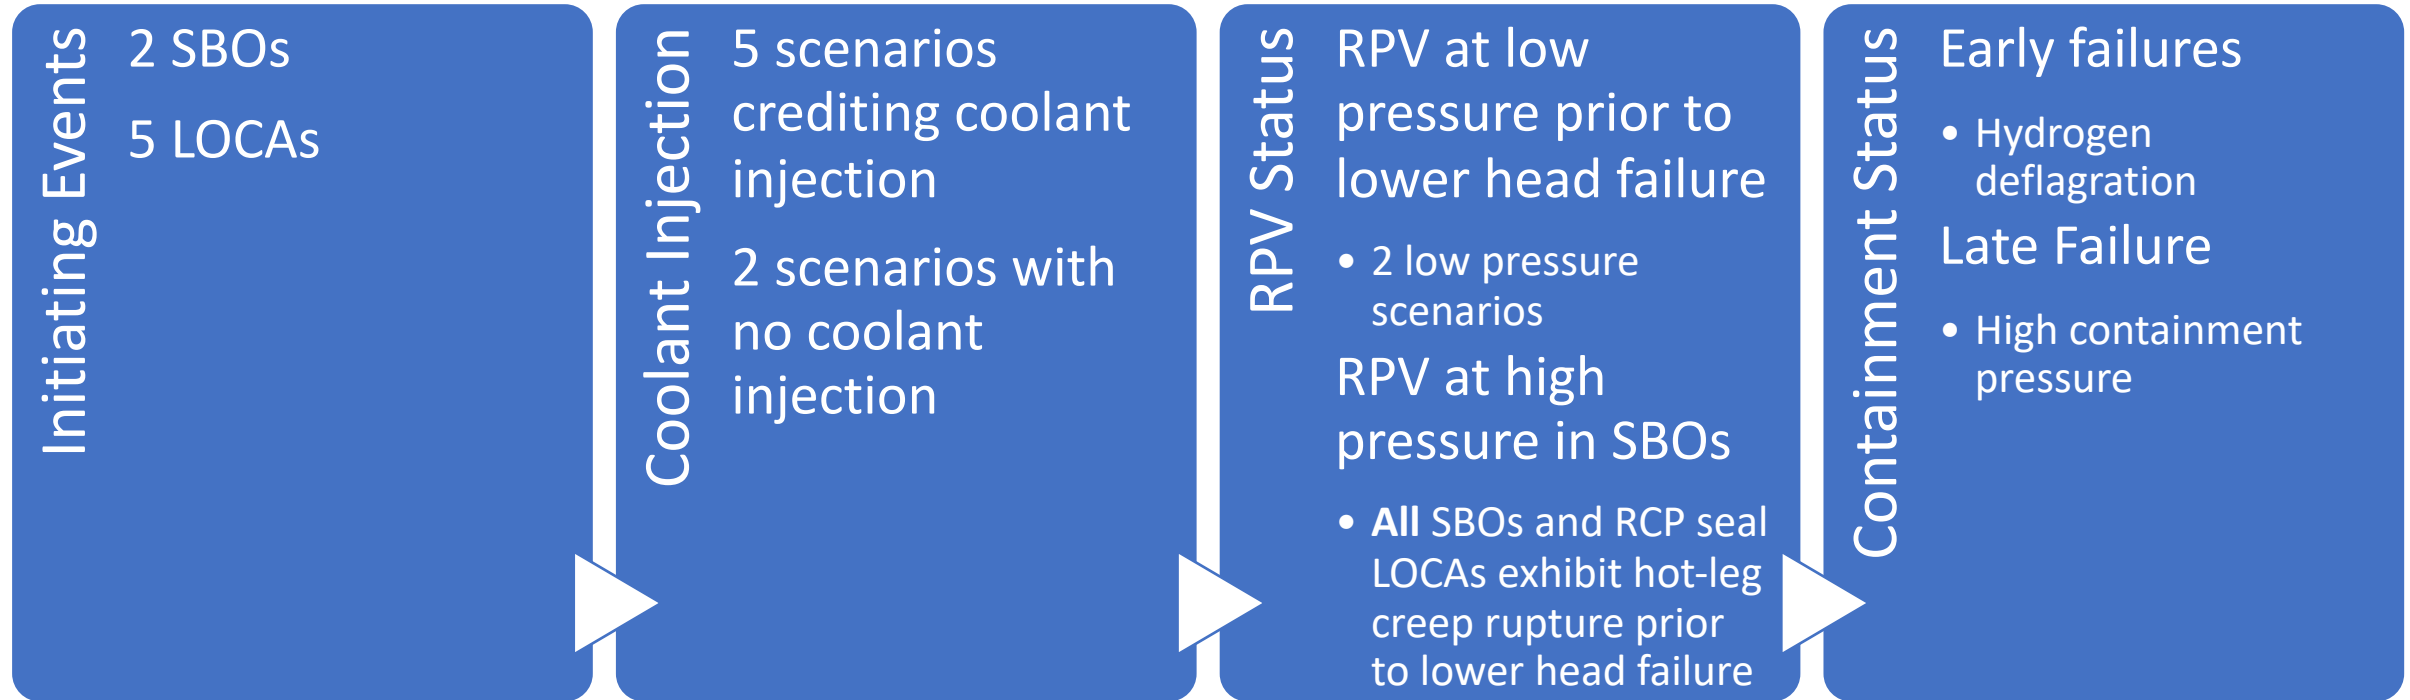 Initiating Events
2 SBOs
5 LOCAs
Coolant Injection
5 scenarios
crediting coolant
injection
2 scenarios with
no coolant
injection
RPV Status
RPV at low
pressure prior to
lower head failure
• 2 low pressure
scenarios
RPV at high
pressure in SBOs
• All SBOs and RCP seal
LOCAs exhibit hot-leg
creep rupture prior
to lower head failure
Containment Status
Early failures
• Hydrogen
deflagration
Late Failure
• High containment
pressure